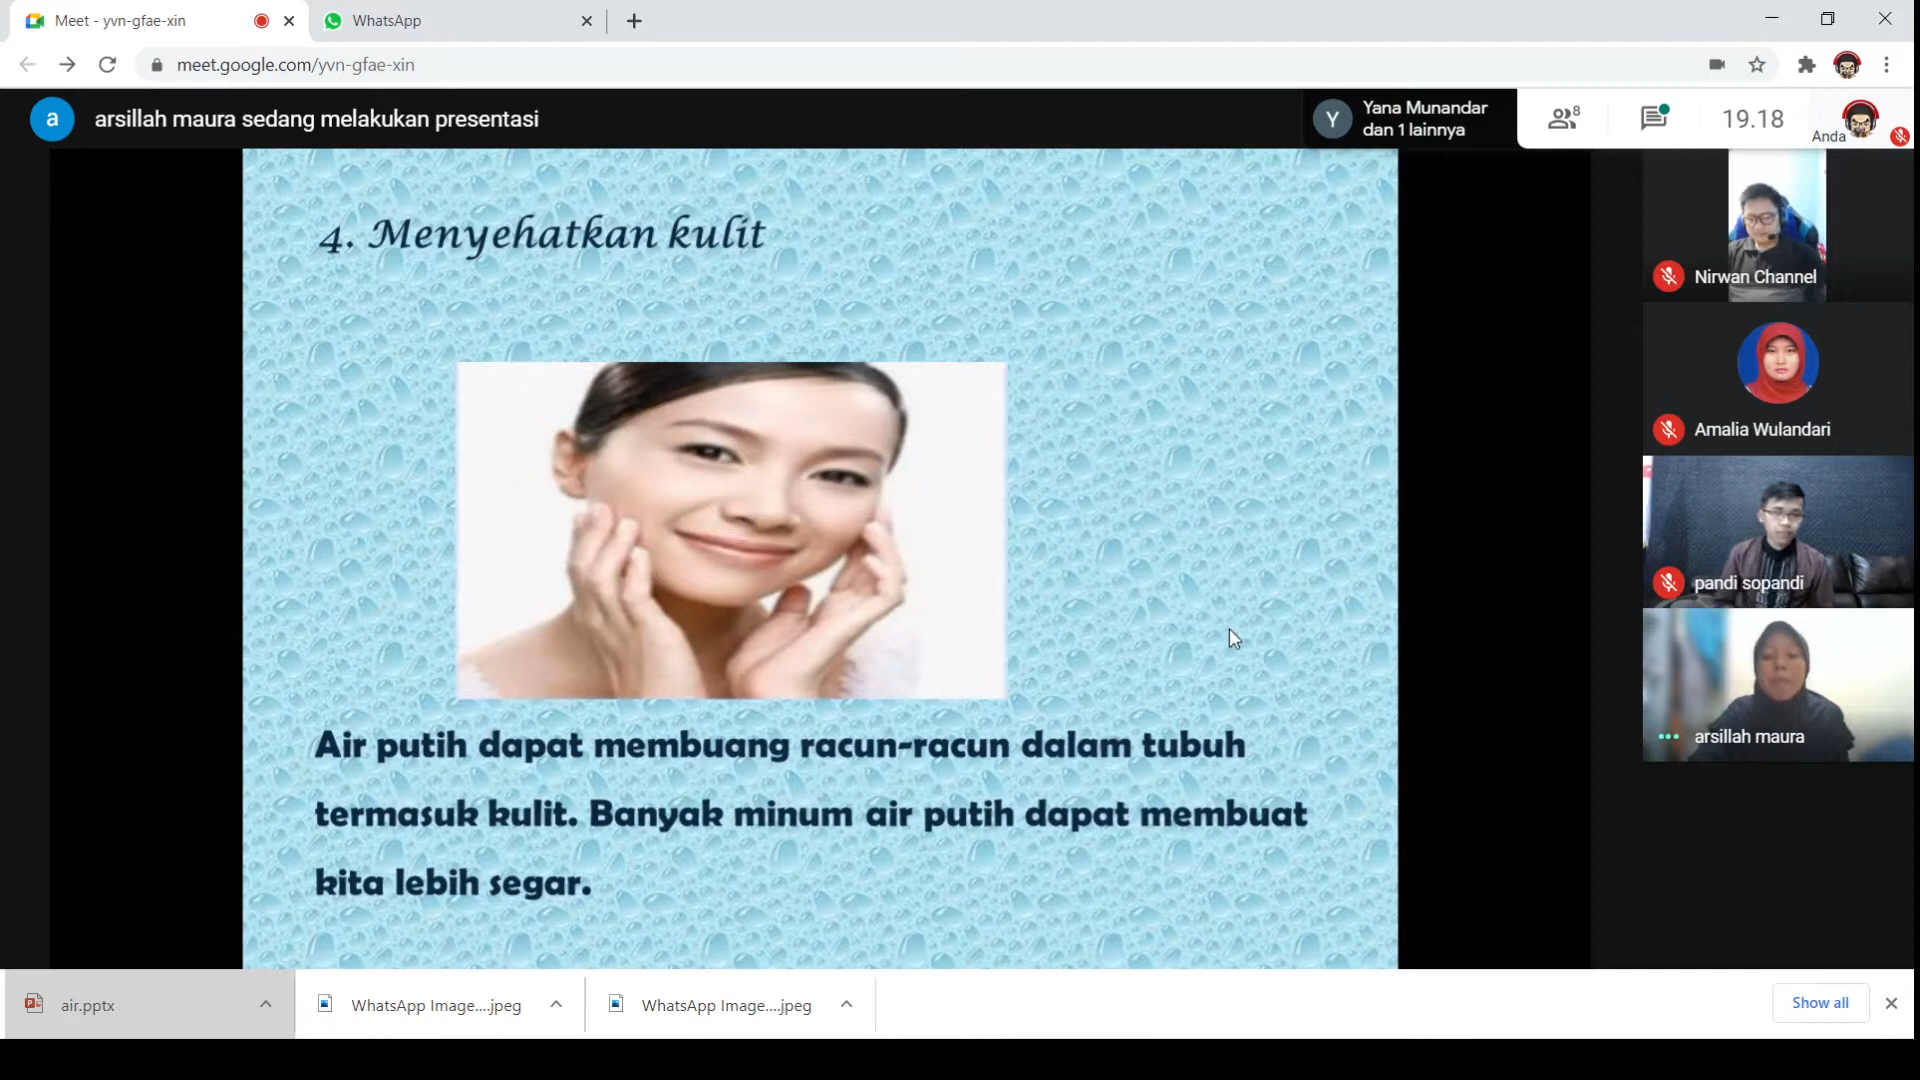 Meet - yvn-gfae-xin
WhatsApp
meet.google.com/yvn-gfae-xin
a
arsillah maura sedang melakukan presentasi
Y
Yana Munandar
dan 1 lainnya
8
19.18
Anda
4. Menyehatkan kulit
Air putih dapat membuang racun-racun dalam tubuh
termasuk kulit. Banyak minum air putih dapat membuat
kita lebih segar.
Nirwan Channel
Amalia Wulandari
pandi sopandi
arsillah maura
air.pptx
WhatsApp Image....jpeg
WhatsApp Image....jpeg
Show all